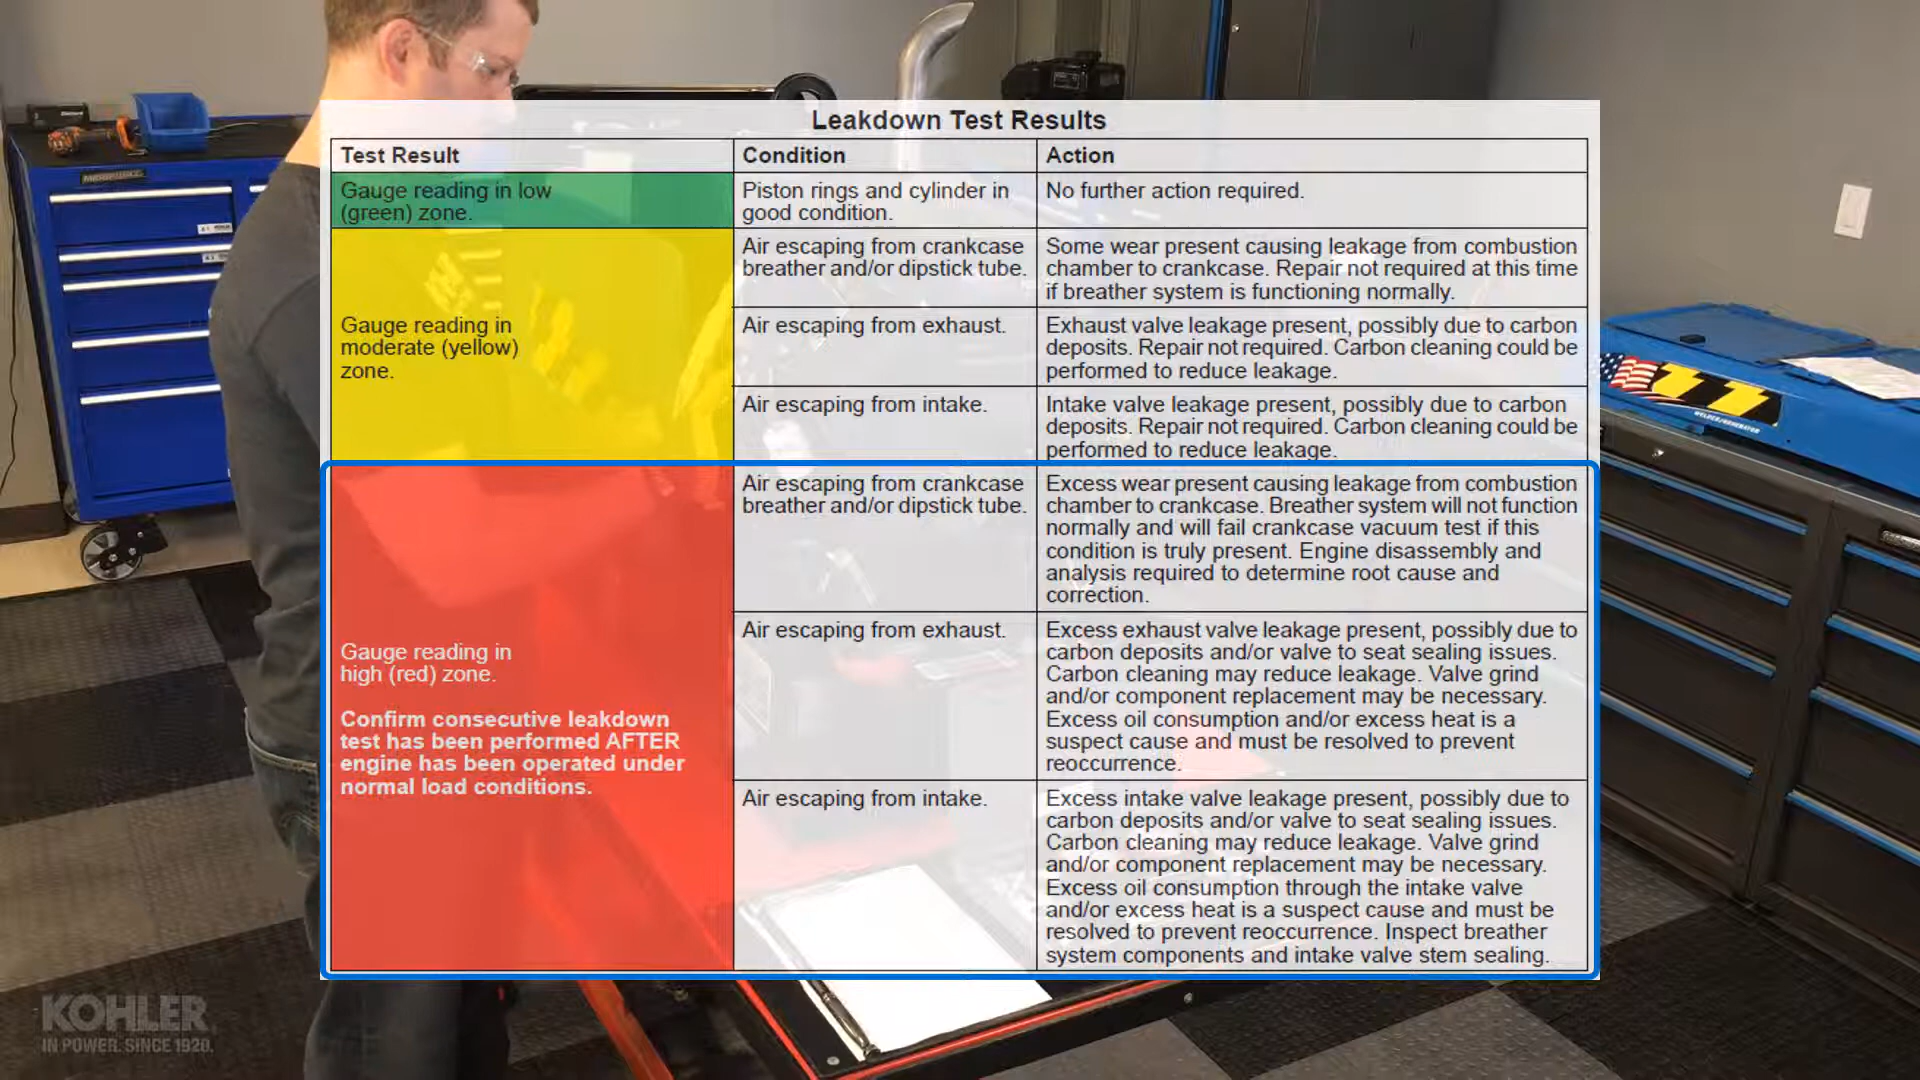 Leakdown Test Results
Test Result
Condition
Action
Gauge reading in low
(green) zone.
Piston rings and cylinder in
good condition.
No further action required.
Gauge reading in
moderate (yellow)
zone.
Air escaping from crankcase
breather and/or dipstick tube.
Some wear present causing leakage from combustion
chamber to crankcase. Repair not required at this time
if breather system is functioning normally.
Air escaping from exhaust.
Exhaust valve leakage present, possibly due to carbon
deposits. Repair not required. Carbon cleaning could be
performed to reduce leakage.
Air escaping from intake.
Intake valve leakage present, possibly due to carbon
deposits. Repair not required. Carbon cleaning could be
performed to reduce leakage.
Gauge reading in
high (red) zone.
Confirm consecutive leakdown
test has been performed AFTER
engine has been operated under
normal load conditions.
Air escaping from crankcase
breather and/or dipstick tube.
Excess wear present causing leakage from combustion
chamber to crankcase. Breather system will not function
normally and will fail crankcase vacuum test if this
condition is truly present. Engine disassembly and
analysis required to determine root cause and
correction.
Air escaping from exhaust.
Excess exhaust valve leakage present, possibly due to
carbon deposits and/or valve to seat sealing issues.
Carbon cleaning may reduce leakage. Valve grind
and/or component replacement may be necessary.
Excess oil consumption and/or excess heat is a
suspect cause and must be resolved to prevent
reoccurrence.
Air escaping from intake.
Excess intake valve leakage present, possibly due to
carbon deposits and/or valve to seat sealing issues.
Carbon cleaning may reduce leakage. Valve grind
and/or component replacement may be necessary.
Excess oil consumption through the intake valve
and/or excess heat is a suspect cause and must be
resolved to prevent reoccurrence. Inspect breather
system components and intake valve stem sealing.
WELDER/GENERATOR
KOHLER
IN POWER. SINCE 1920.